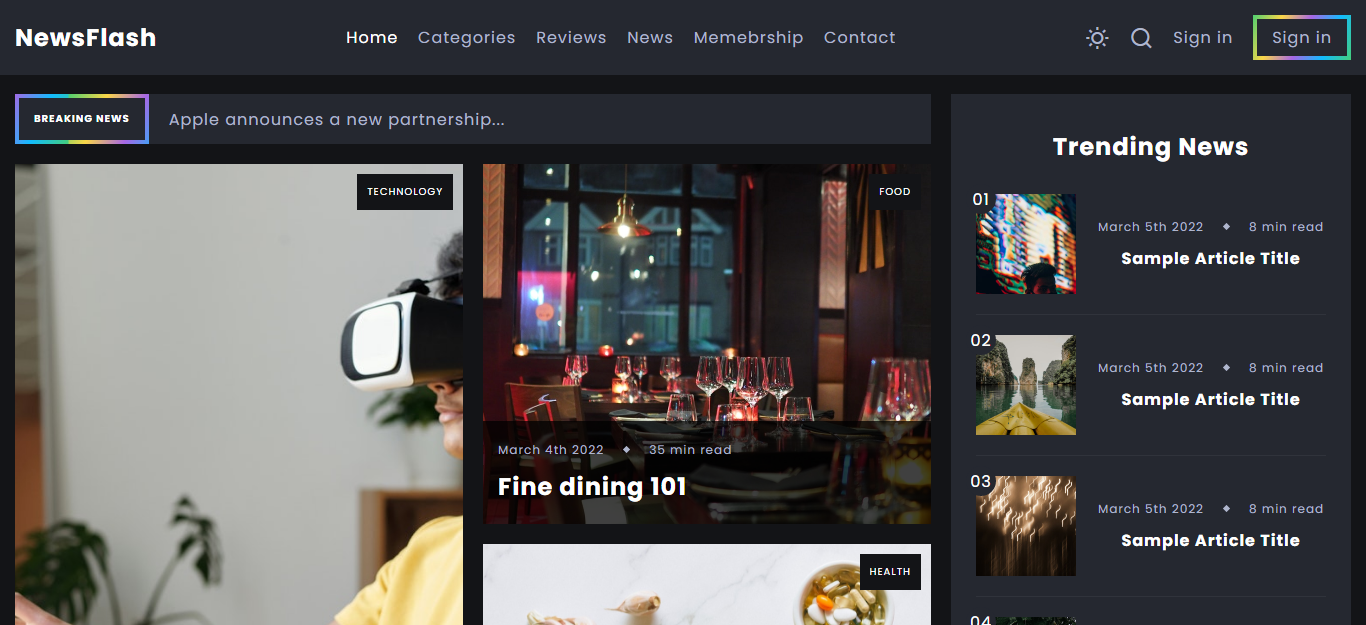 NewsFlash
Home Categories Reviews News Memebrship Contact
Sign in
Sign in
BREAKING NEWS
Apple announces a new partnership...
TECHNOLOGY
FOOD
March 4th 2022 ◆ 35 min read
Fine dining 101
HEALTH
Trending News
01
March 5th 2022 ◆ 8 min read
Sample Article Title
02
March 5th 2022 ◆ 8 min read
Sample Article Title
03
March 5th 2022 ◆ 8 min read
Sample Article Title
04